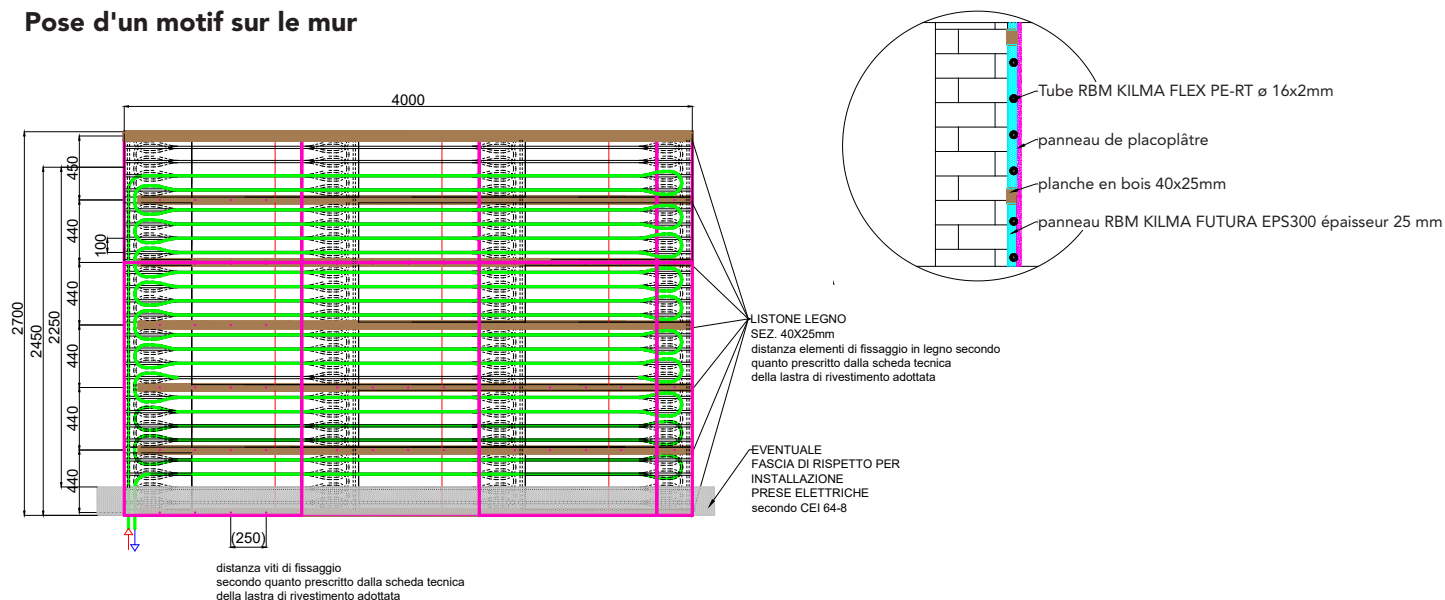 Pose d'un motif sur le mur
4000
2700
2450
2250
450
440
100
440
440
440
440
440
(250)
distanza viti di fissaggio
secondo quanto prescritto dalla scheda tecnica
della lastra di rivestimento adottata
LISTONE LEGNO
SEZ. 40X25mm
distanza elementi di fissaggio in legno secondo
quanto prescritto dalla scheda tecnica
della lastra di rivestimento adottata
EVENTUALE
FASCIA DI RISPETTO PER
INSTALLAZIONE
PRESE ELETTRICHE
secondo CEI 64-8
Tube RBM KILMA FLEX PE-RT ø 16x2mm
panneau de placoplâtre
planche en bois 40x25mm
panneau RBM KILMA FUTURA EPS300 épaisseur 25 mm